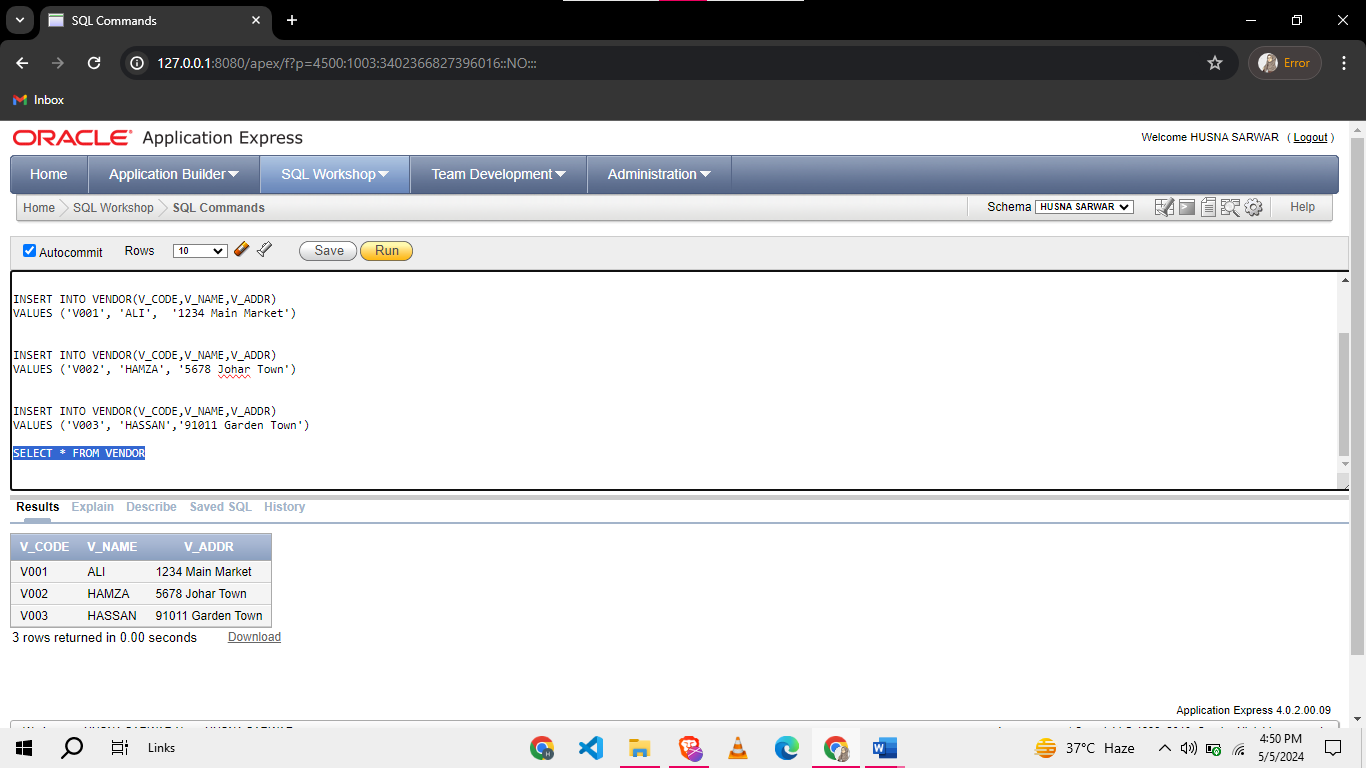 SQL Commands
127.0.0.1:8080/apex/f?p=4500:1003:3402366827396016::NO:::
Error
Inbox
ORACLE Application Express
Welcome HUSNA SARWAR ( Logout )
Home Application Builder SQL Workshop Team Development Administration
Home SQL Workshop SQL Commands Schema HUSNA SARWAR Help
Autocommit Rows 10 Save Run
INSERT INTO VENDOR(V_CODE,V_NAME,V_ADDR)
VALUES ('V001', 'ALI',  '1234 Main Market')
INSERT INTO VENDOR(V_CODE,V_NAME,V_ADDR)
VALUES ('V002', 'HAMZA', '5678 Johar Town')
INSERT INTO VENDOR(V_CODE,V_NAME,V_ADDR)
VALUES ('V003', 'HASSAN','91011 Garden Town')
SELECT * FROM VENDOR
Results Explain Describe Saved SQL History
V_CODE V_NAME V_ADDR
V001 ALI 1234 Main Market
V002 HAMZA 5678 Johar Town
V003 HASSAN 91011 Garden Town
3 rows returned in 0.00 seconds Download
Application Express 4.0.2.00.09
Links
37°C Haze
4:50 PM
5/5/2024